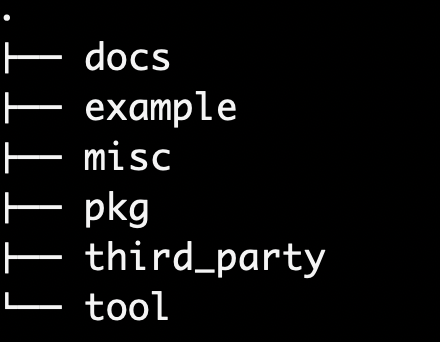 .
├── docs
├── example
├── misc
├── pkg
├── third_party
└── tool